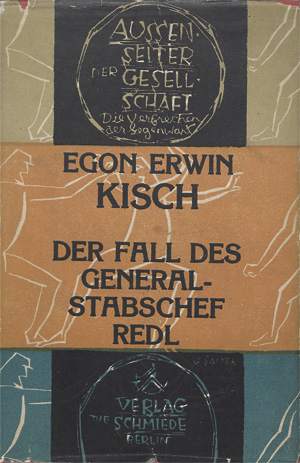 AUSSEN-
SEITER
DER GESELL-
SCHAFT
Die Verbrechen
der Gegenwart
EGON ERWIN
KISCH
DER FALL DES
GENERAL-
STABSCHEF
REDL
G. SALTER
VERLAG
DIE SCHMIEDE
BERLIN